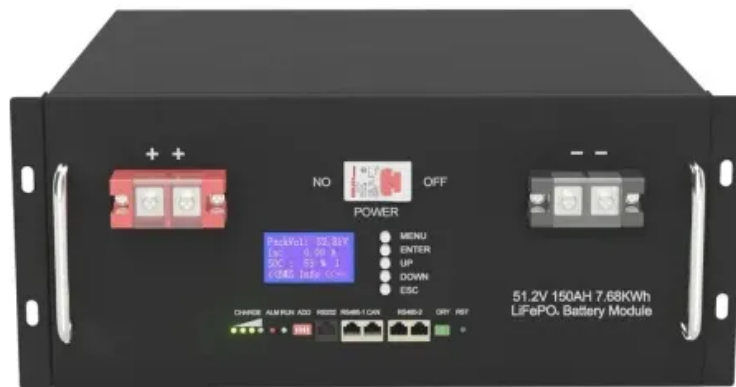 + +
NO
OFF
POWER
- -
PackVol: 52.81V
Inc 0.00 A
SOC : 53 %
MENU
ENTER
UP
DOWN
ESC
CHARGE ALM RUN ADD RS232 RS485-1 CAN RS485-2 DRY RST
51.2V 150AH 7.68KWh
LiFePO₄ Battery Module